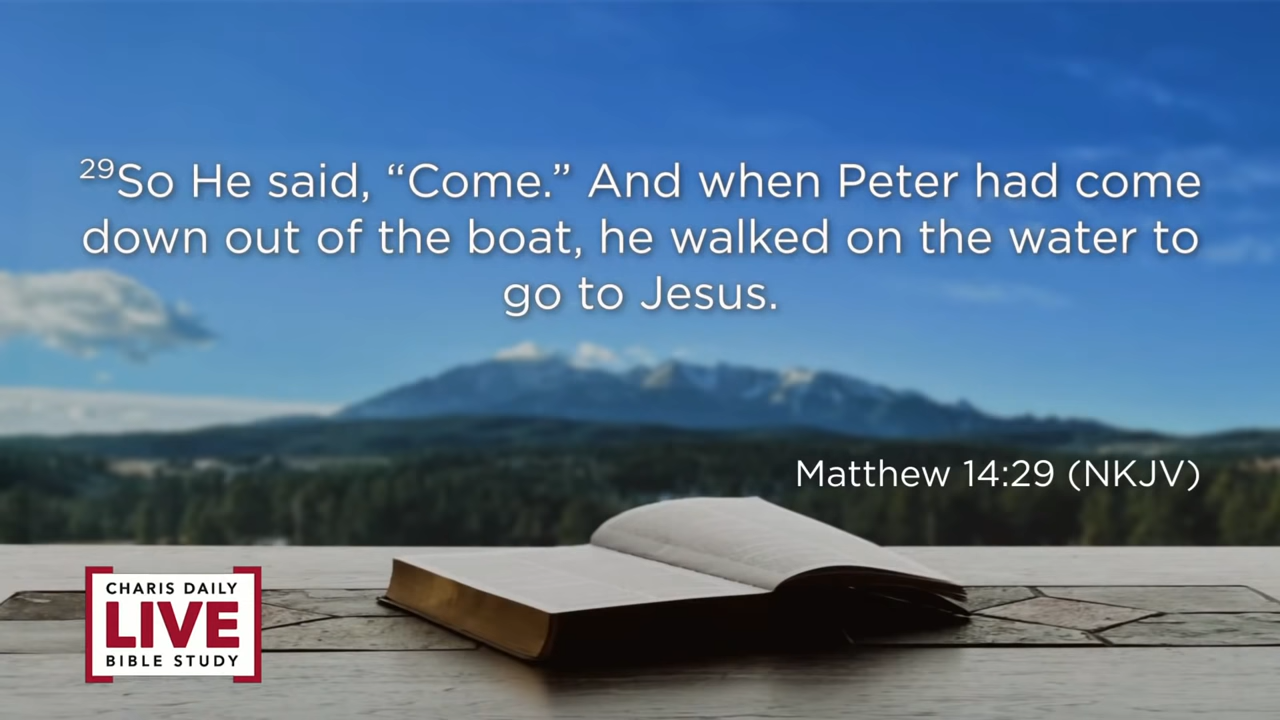 29So He said, “Come.” And when Peter had come
down out of the boat, he walked on the water to
go to Jesus.
Matthew 14:29 (NKJV)
CHARIS DAILY
LIVE
BIBLE STUDY